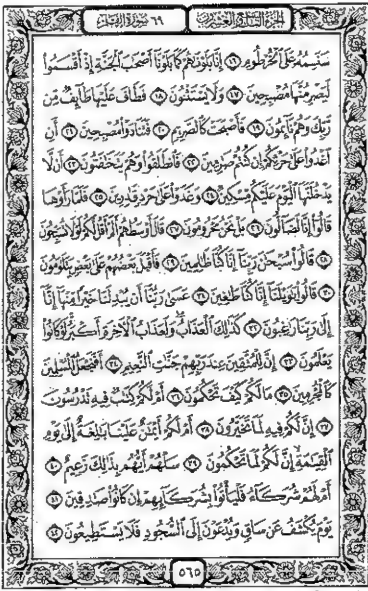 الجزء التاسع والعشرون
٦٩ سورة القلم
سَنَسِمُهُ عَلَى ٱلْخُرْطُومِ ١٦ إِنَّا بَلَوْنَٰهُمْ كَمَا بَلَوْنَآ أَصْحَٰبَ ٱلْجَنَّةِ إِذْ أَقْسَمُوا۟
لَيَصْرِمُنَّهَا مُصْبِحِينَ ١٧ وَلَا يَسْتَثْنُونَ ١٨ فَطَافَ عَلَيْهَا طَآئِفٌ مِّن
رَّبِّكَ وَهُمْ نَآئِمُونَ ١٩ فَأَصْبَحَتْ كَٱلصَّرِيمِ ٢٠ فَتَنَادَوْا۟ مُصْبِحِينَ ٢١ أَنِ
ٱغْدُوا۟ عَلَىٰ حَرْثِكُمْ إِن كُنتُمْ صَٰرِمِينَ ٢٢ فَٱنطَلَقُوا۟ وَهُمْ يَتَخَٰفَتُونَ ٢٣ أَن لَّا
يَدْخُلَنَّهَا ٱلْيَوْمَ عَلَيْكُم مِّسْكِينٌ ٢٤ وَغَدَوْا۟ عَلَىٰ حَرْدٍ قَٰدِرِينَ ٢٥ فَلَمَّا رَأَوْهَا
قَالُوٓا۟ إِنَّا لَضَآلُّونَ ٢٦ بَلْ نَحْنُ مَحْرُومُونَ ٢٧ قَالَ أَوْسَطُهُمْ أَلَمْ أَقُل لَّكُمْ لَوْلَا تُسَبِّحُونَ
٢٨ قَالُوا۟ سُبْحَٰنَ رَبِّنَآ إِنَّا كُنَّا ظَٰلِمِينَ ٢٩ فَأَقْبَلَ بَعْضُهُمْ عَلَىٰ بَعْضٍ يَتَلَٰوَمُونَ
٣٠ قَالُوا۟ يَٰوَيْلَنَآ إِنَّا كُنَّا طَٰغِينَ ٣١ عَسَىٰ رَبُّنَآ أَن يُبْدِلَنَا خَيْرًا مِّنْهَآ إِنَّآ
إِلَىٰ رَبِّنَا رَٰغِبُونَ ٣٢ كَذَٰلِكَ ٱلْعَذَابُ وَلَعَذَابُ ٱلْءَاخِرَةِ أَكْبَرُ لَوْ كَانُوا۟
يَعْلَمُونَ ٣٣ إِنَّ لِلْمُتَّقِينَ عِندَ رَبِّهِمْ جَنَّٰتِ ٱلنَّعِيمِ ٣٤ أَفَنَجْعَلُ ٱلْمُسْلِمِينَ
كَٱلْمُجْرِمِينَ ٣٥ مَا لَكُمْ كَيْفَ تَحْكُمُونَ ٣٦ أَمْ لَكُمْ كِتَٰبٌ فِيهِ تَدْرُسُونَ
٣٧ إِنَّ لَكُمْ فِيهِ لَمَا تَخَيَّرُونَ ٣٨ أَمْ لَكُمْ أَيْمَٰنٌ عَلَيْنَا بَٰلِغَةٌ إِلَىٰ يَوْمِ
ٱلْقِيَٰمَةِ إِنَّ لَكُمْ لَمَا تَحْكُمُونَ ٣٩ سَلْهُمْ أَيُّهُم بِذَٰلِكَ زَعِيمٌ ٤٠
أَمْ لَهُمْ شُرَكَآءُ فَلْيَأْتُوا۟ بِشُرَكَآئِهِمْ إِن كَانُوا۟ صَٰدِقِينَ ٤١
يَوْمَ يُكْشَفُ عَن سَاقٍ وَيُدْعَوْنَ إِلَى ٱلسُّجُودِ فَلَا يَسْتَطِيعُونَ ٤٢
٥٦٥